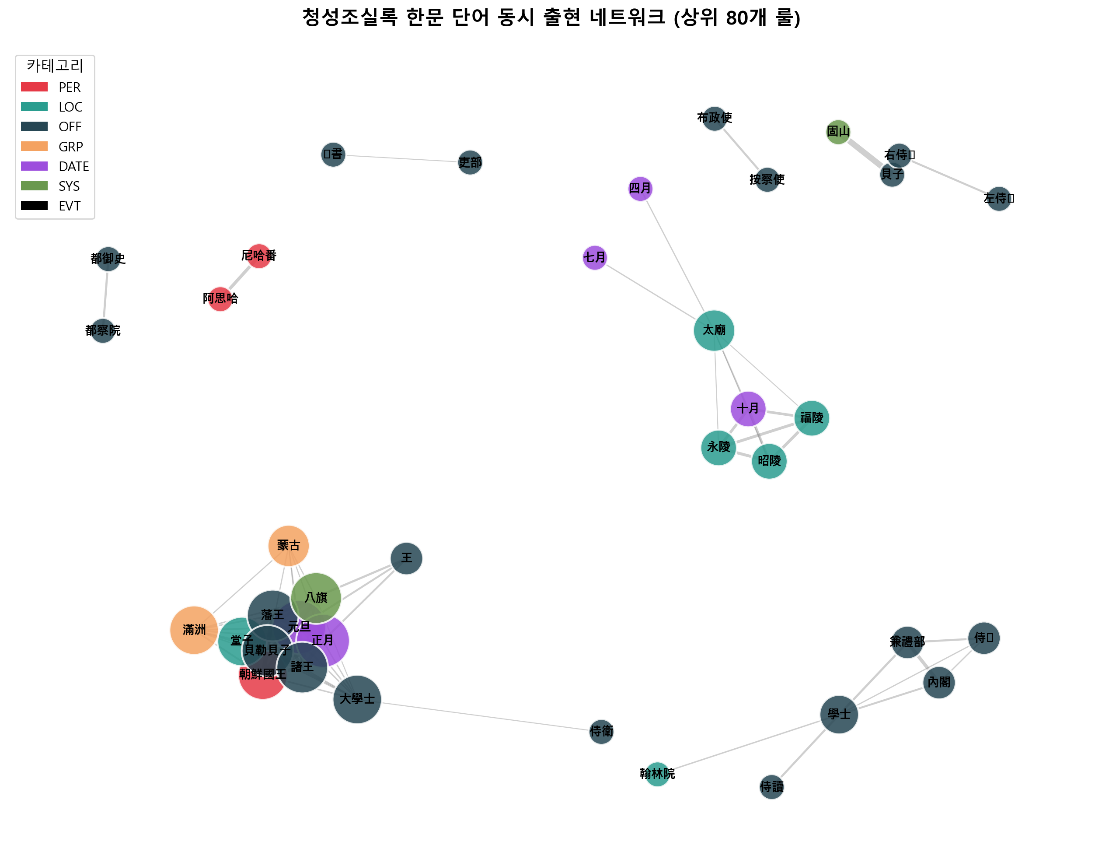 청성조실록 한문 단어 동시 출현 네트워크 (상위 80개 룰)
카테고리
PER
LOC
OFF
GRP
DATE
SYS
EVT
布政使
固山
右侍
貝子
書
吏部
按察使
四月
左侍
七月
尼哈番
都御史
阿思哈
都察院
太廟
十月
福陵
永陵
昭陵
蒙古
王
八旗
藩王
元旦
滿洲
堂子
正月
貝勒貝子
諸王
朝鮮國王
大學士
侍衛
兼禮部
侍
內閣
學士
翰林院
侍讀